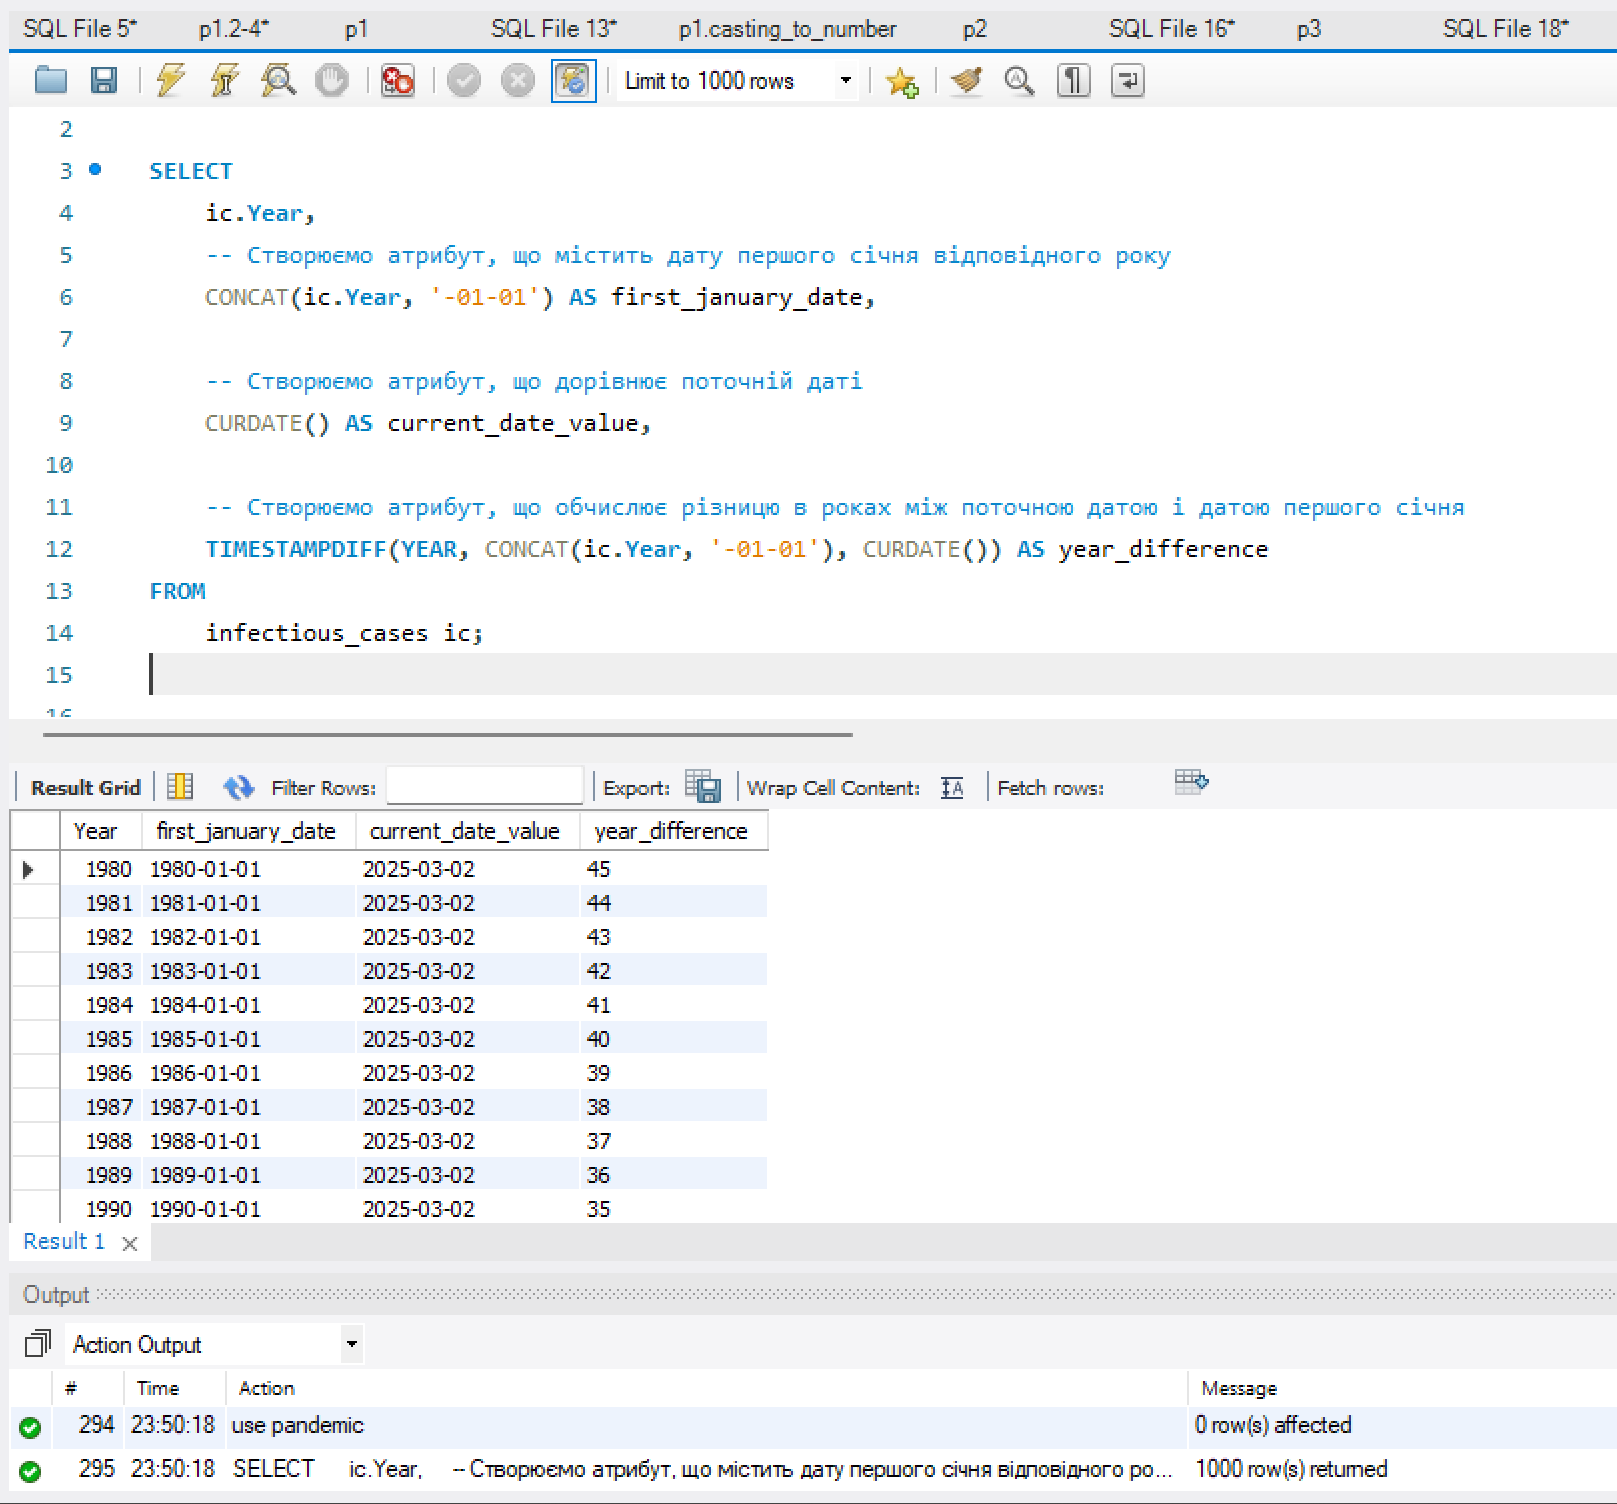 SQL File 5* p1.2-4* p1 SQL File 13* p1.casting_to_number p2 SQL File 16* p3 SQL File 18*
Limit to 1000 rows
2
3 SELECT
4 ic.Year,
5 -- Створюємо атрибут, що містить дату першого січня відповідного року
6 CONCAT(ic.Year, '-01-01') AS first_january_date,
7
8 -- Створюємо атрибут, що дорівнює поточній даті
9 CURDATE() AS current_date_value,
10
11 -- Створюємо атрибут, що обчислює різницю в роках між поточною датою і датою першого січня
12 TIMESTAMPDIFF(YEAR, CONCAT(ic.Year, '-01-01'), CURDATE()) AS year_difference
13 FROM
14 infectious_cases ic;
15
16
Result Grid Filter Rows: Export: Wrap Cell Content: Fetch rows:
Year first_january_date current_date_value year_difference
1980 1980-01-01 2025-03-02 45
1981 1981-01-01 2025-03-02 44
1982 1982-01-01 2025-03-02 43
1983 1983-01-01 2025-03-02 42
1984 1984-01-01 2025-03-02 41
1985 1985-01-01 2025-03-02 40
1986 1986-01-01 2025-03-02 39
1987 1987-01-01 2025-03-02 38
1988 1988-01-01 2025-03-02 37
1989 1989-01-01 2025-03-02 36
1990 1990-01-01 2025-03-02 35
Result 1
Output
Action Output
# Time Action Message
294 23:50:18 use pandemic 0 row(s) affected
295 23:50:18 SELECT ic.Year, -- Створюємо атрибут, що містить дату першого січня відповідного ро... 1000 row(s) returned